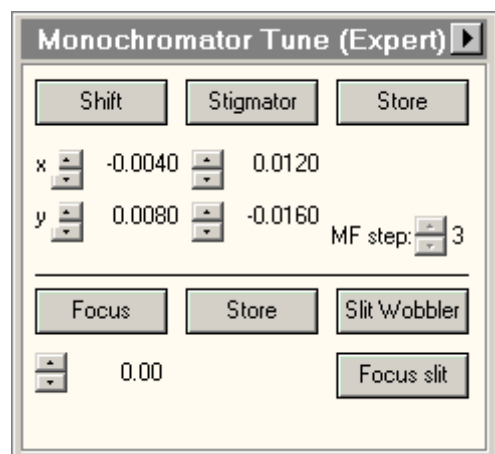 Monochromator Tune (Expert)
Shift Stigmator Store
x -0.0040 0.0120
y 0.0080 -0.0160 MF step: 3
Focus Store Slit Wobbler
0.00 Focus slit